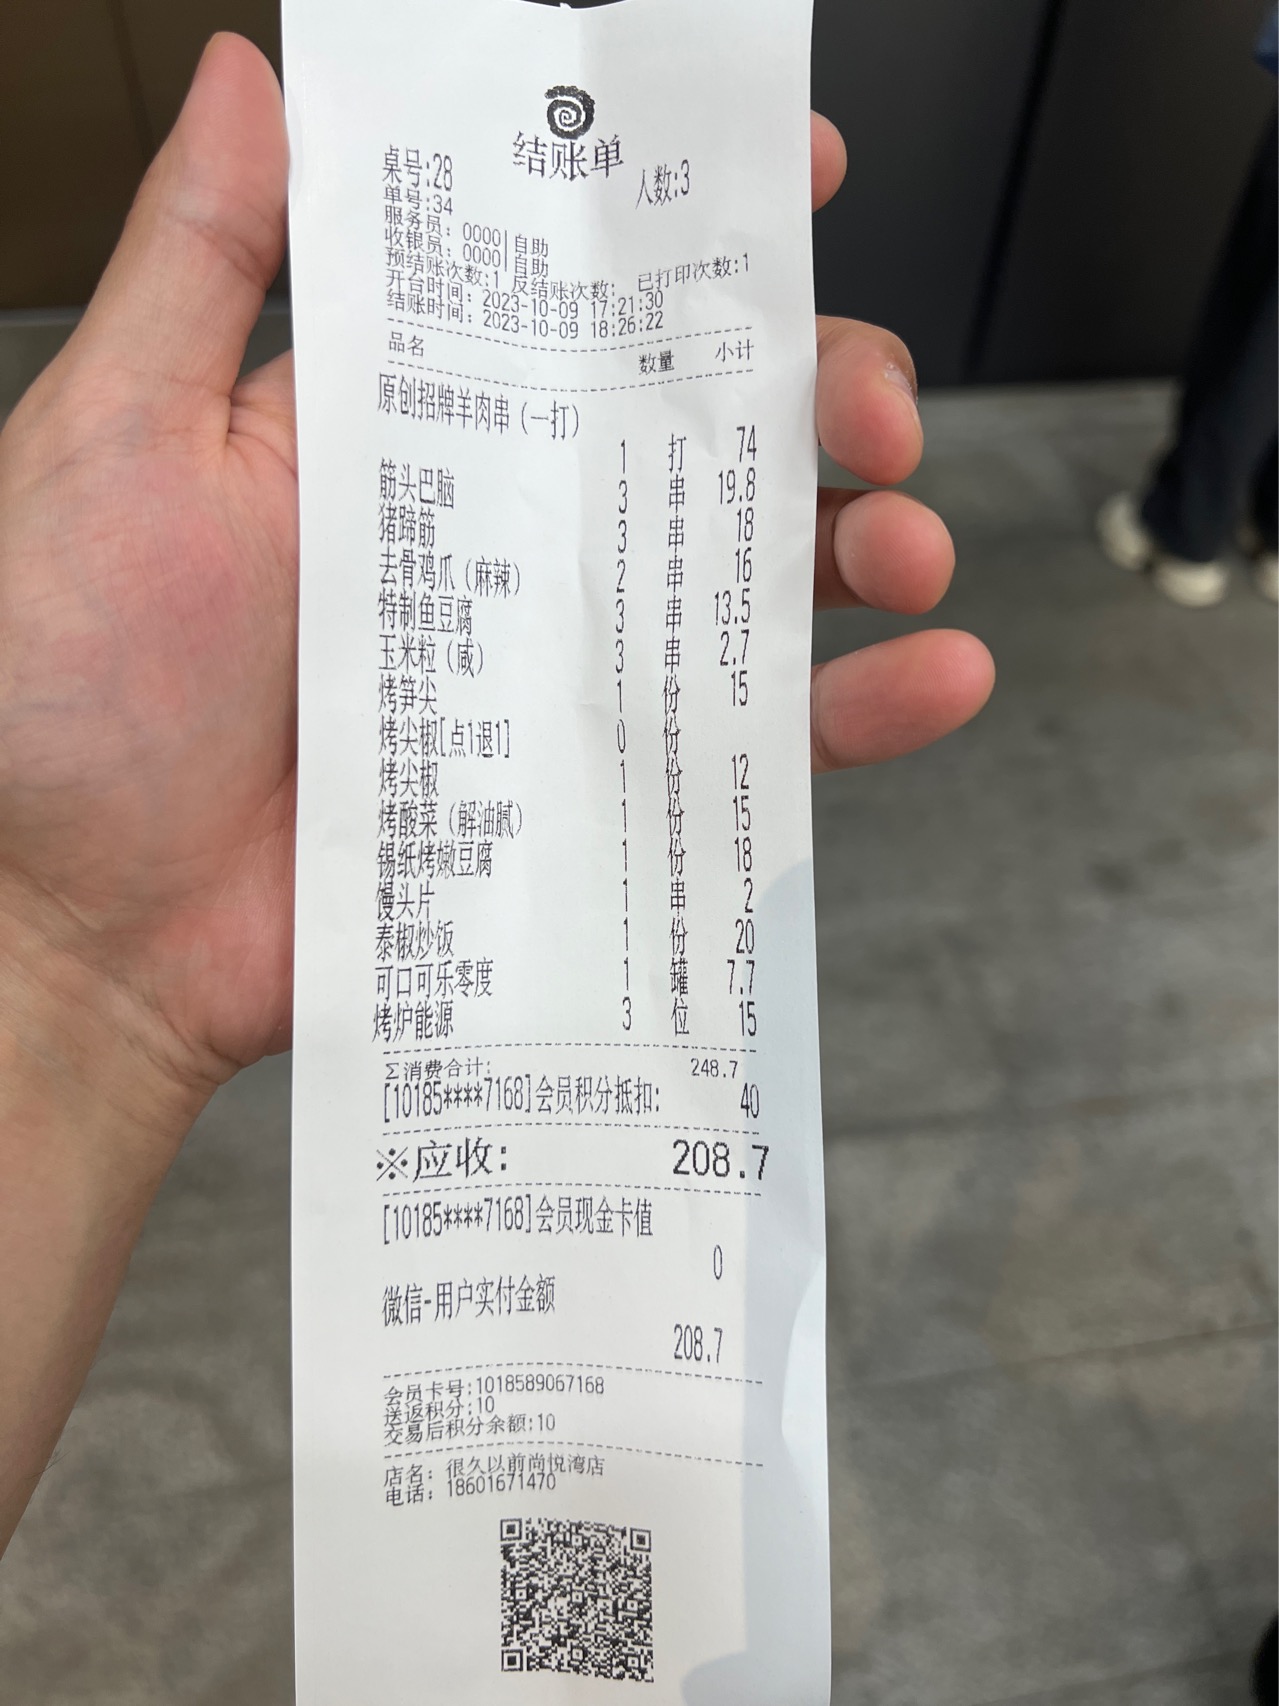 结账单
桌号:28 人数:3
单号:34
服务员: 0000|自助
收银员: 0000|自助
预结账次数:1 反结账次数: 已打印次数:1
开台时间: 2023-10-09 17:21:30
结账时间: 2023-10-09 18:26:22
品名 数量 小计
原创招牌羊肉串(一打)
1 打 74
筋头巴脑 3 串 19.8
猪蹄筋 3 串 18
去骨鸡爪(麻辣) 2 串 16
特制鱼豆腐 3 串 13.5
玉米粒(咸) 3 串 2.7
烤笋尖 1 份 15
烤尖椒[点1退1] 0 份
烤尖椒 1 份 12
烤酸菜(解油腻) 1 份 15
锡纸烤嫩豆腐 1 份 18
馒头片 1 串 2
泰椒炒饭 1 份 20
可口可乐零度 1 罐 7.7
烤炉能源 3 位 15
Σ消费合计: 248.7
[10185****7168]会员积分抵扣: 40
※应收: 208.7
[10185****7168]会员现金卡值
0
微信-用户实付金额
208.7
会员卡号:1018589067168
送返积分:10
交易后积分余额:10
店名: 很久以前尚悦湾店
电话: 18601671470